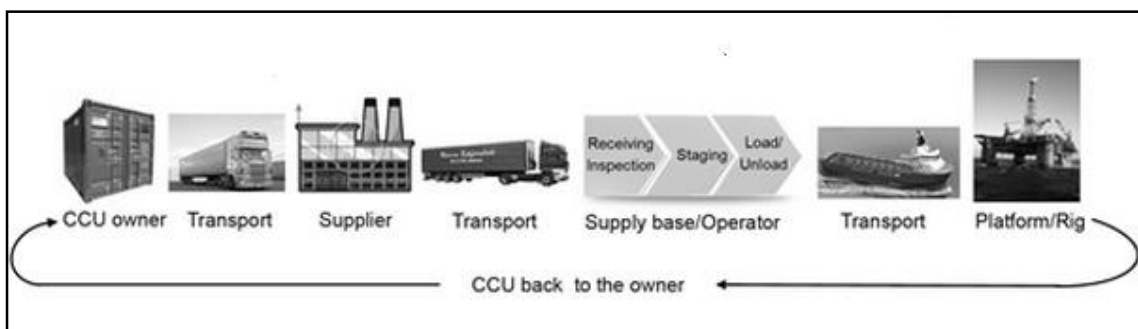 Receiving
Inspection
Staging
Load/
Unload
CCU owner
Transport
Supplier
Transport
Supply base/Operator
Transport
Platform/Rig
CCU back to the owner